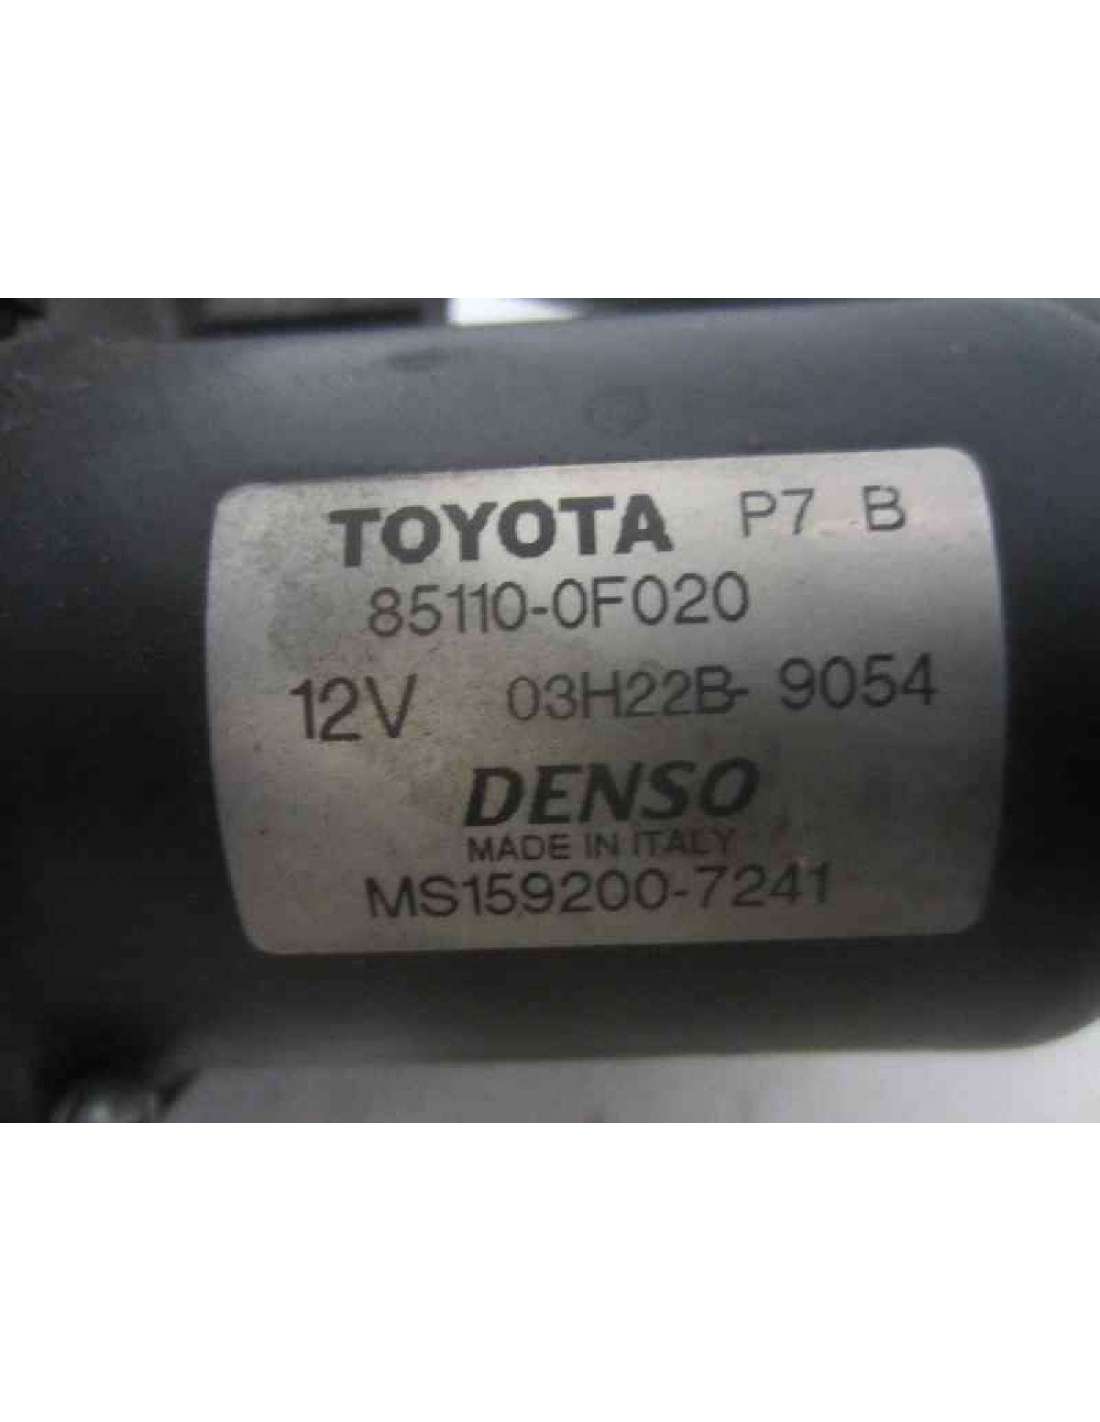 TOYOTA P7 B
85110-0F020
12V 03H22B-9054
DENSO
MADE IN ITALY
MS159200-7241